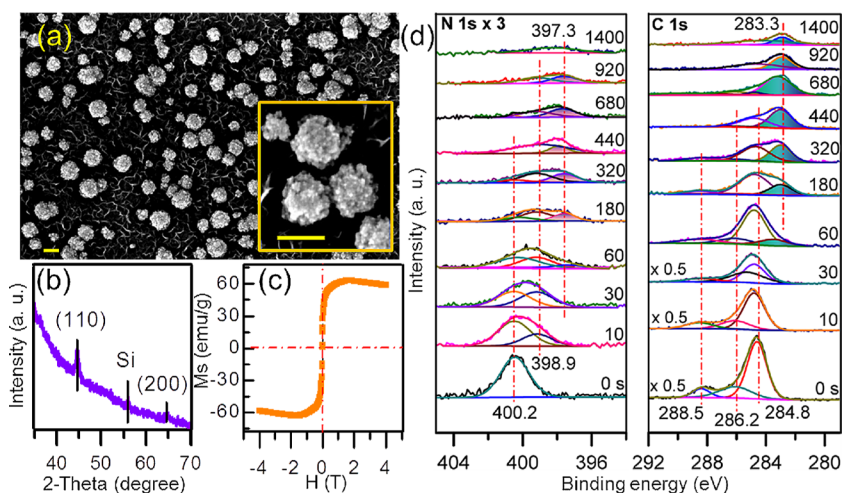 (a)
(b)
Intensity (a. u.)
(110)
Si
(200)
40 50 60 70
2-Theta (degree)
(c)
Ms (emu/g)
60
30
0
-30
-60
-4 -2 0 2 4
H (T)
(d)
Intensity (a. u.)
N 1s x 3
397.3
1400
920
680
440
320
180
60
30
10
398.9
0 s
400.2
404 400 396
C 1s
283.3
1400
920
680
440
320
180
60
x 0.5
30
x 0.5
10
x 0.5
0 s
288.5
286.2
284.8
292 288 284 280
Binding energy (eV)